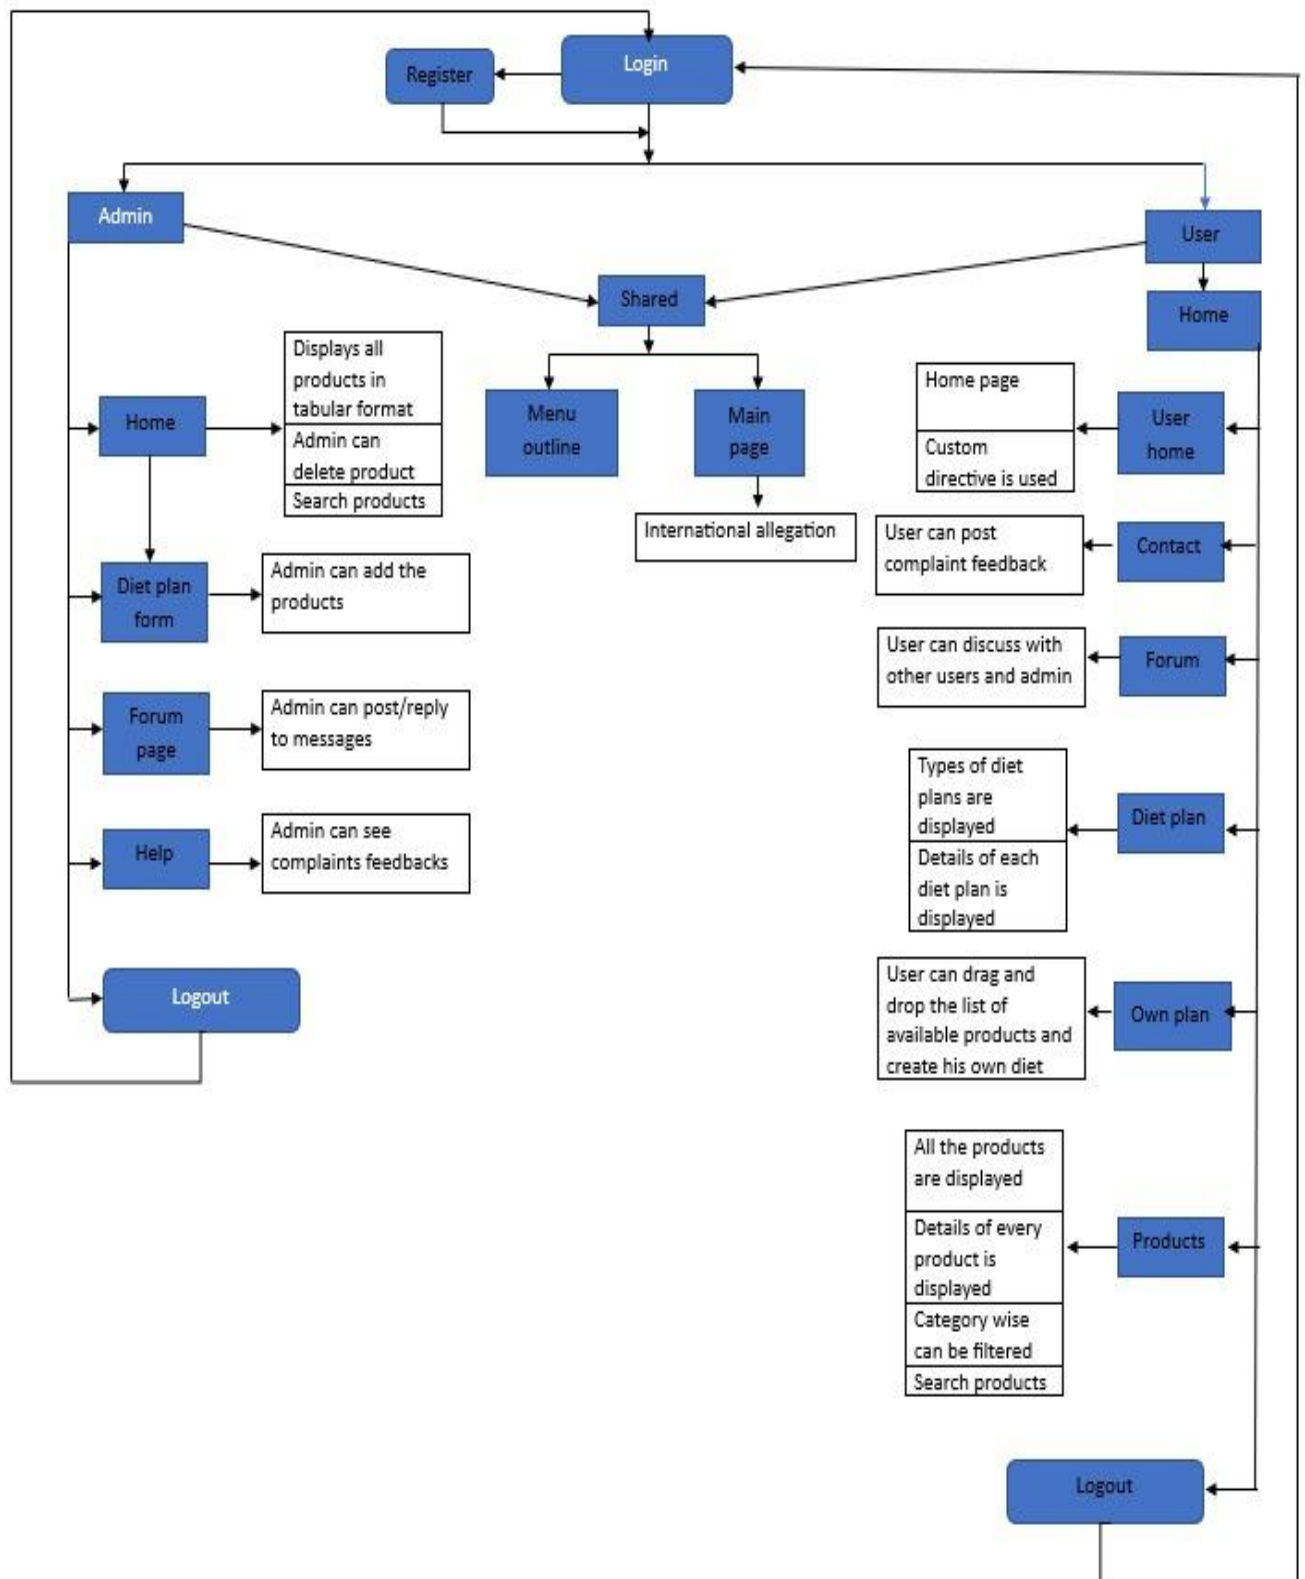 Login
Register
Admin
User
Shared
Home
Displays all
products in
tabular format
Admin can
delete product
Search products
Home
Menu
outline
Main
page
Home page
Custom
directive is used
User
home
International allegation
User can post
complaint feedback
Contact
Diet plan
form
Admin can add the
products
User can discuss with
other users and admin
Forum
Forum
page
Admin can post/reply
to messages
Types of diet
plans are
displayed
Details of each
diet plan is
displayed
Diet plan
Help
Admin can see
complaints feedbacks
Logout
User can drag and
drop the list of
available products and
create his own diet
Own plan
All the products
are displayed
Details of every
product is
displayed
Category wise
can be filtered
Search products
Products
Logout